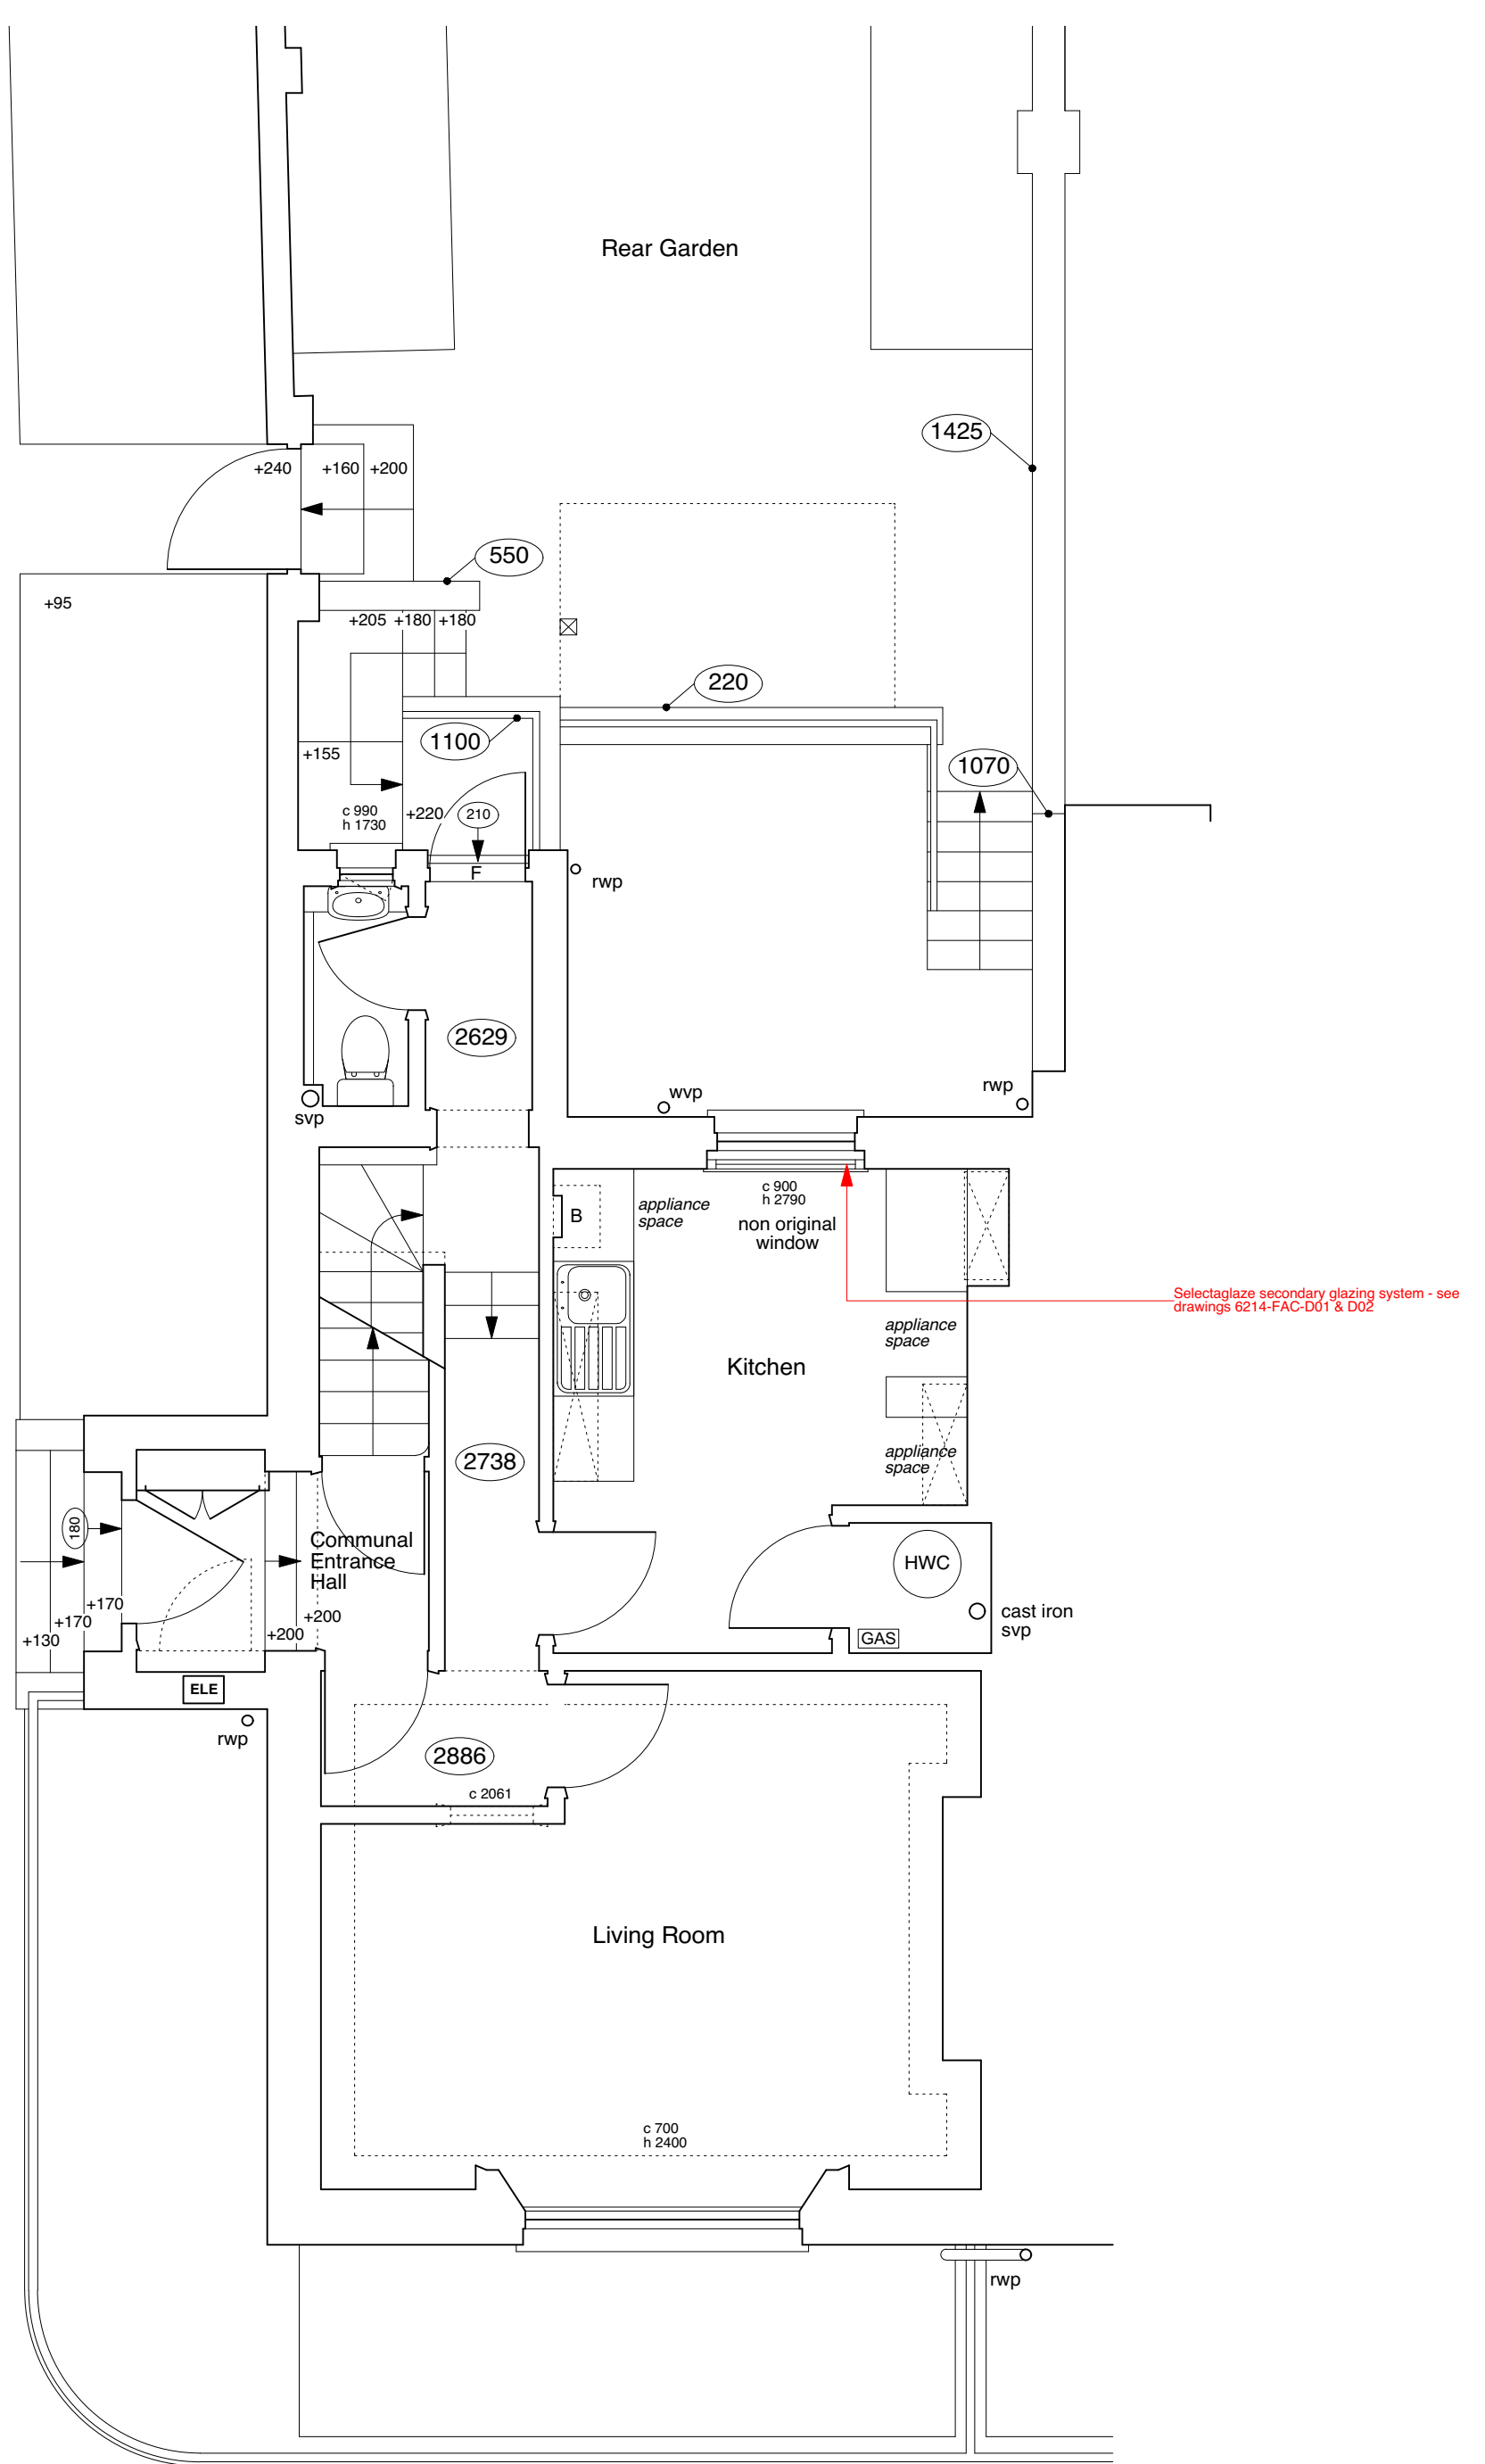 Rear Garden
1425
+240
+160
+200
550
+95
+205
+180
+180
220
1100
+155
1070
c 990
h 1730
+220
210
F
rwp
2629
svp
wvp
rwp
c 900
h 2790
non original
window
appliance
space
B
Selectaglaze secondary glazing system - see
drawings 6214-FAC-D01 & D02
appliance
space
Kitchen
appliance
space
2738
180
Communal
Entrance
Hall
HWC
cast iron
svp
GAS
+170
+170
+130
+200
+200
ELE
rwp
2886
c 2061
Living Room
c 700
h 2400
rwp